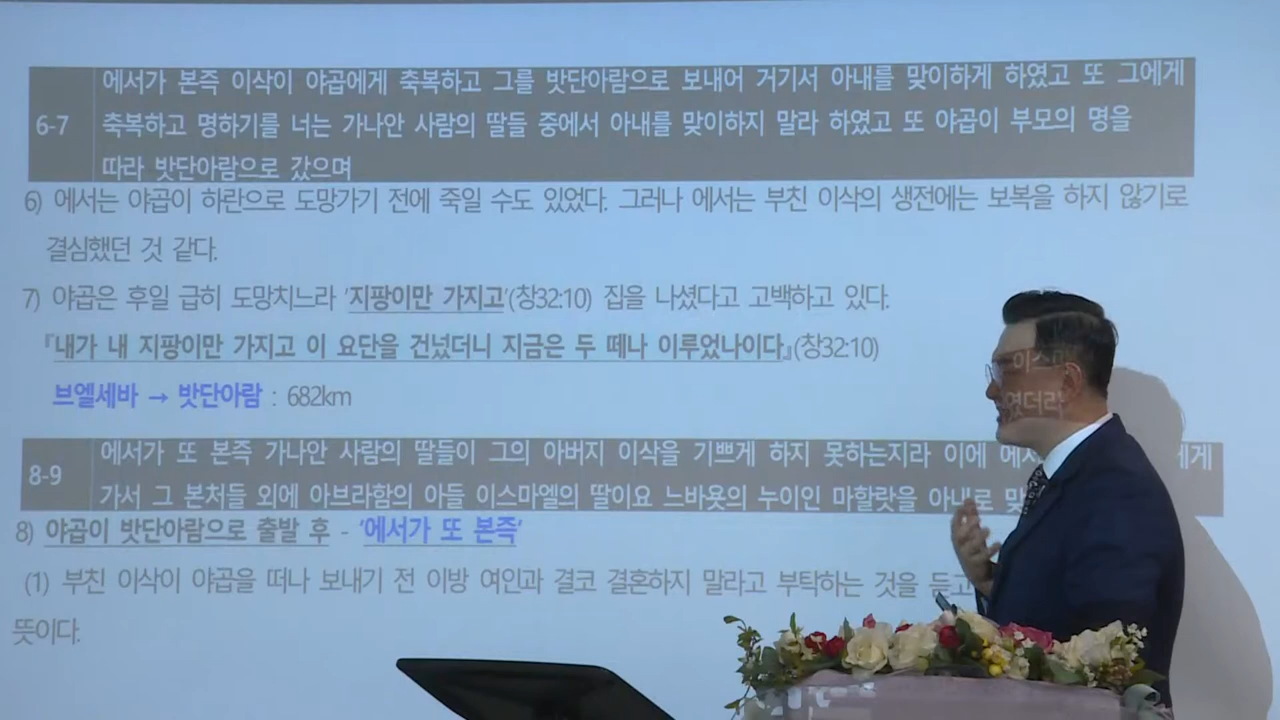 6-7
에서가 본즉 이삭이 야곱에게 축복하고 그를 밧단아람으로 보내어 거기서 아내를 맞이하게 하였고 또 그에게
축복하고 명하기를 너는 가나안 사람의 딸들 중에서 아내를 맞이하지 말라 하였고 또 야곱이 부모의 명을
따라 밧단아람으로 갔으며
6) 에서는 야곱이 하란으로 도망가기 전에 죽일 수도 있었다. 그러나 에서는 부친 이삭의 생전에는 보복을 하지 않기로
결심했던 것 같다.
7) 야곱은 후일 급히 도망치느라 '지팡이만 가지고'(창32:10) 집을 나셨다고 고백하고 있다.
『내가 내 지팡이만 가지고 이 요단을 건넜더니 지금은 두 떼나 이루었나이다』(창32:10)
브엘세바 → 밧단아람 : 682km
8-9
에서가 또 본즉 가나안 사람의 딸들이 그의 아버지 이삭을 기쁘게 하지 못하는지라 이에 에서 이스마 에게
가서 그 본처들 외에 아브라함의 아들 이스마엘의 딸이요 느바욧의 누이인 마할랏을 아내로 맞 였더라
8) 야곱이 밧단아람으로 출발 후 - '에서가 또 본즉'
(1) 부친 이삭이 야곱을 떠나 보내기 전 이방 여인과 결코 결혼하지 말라고 부탁하는 것을 듣고
뜻이다.